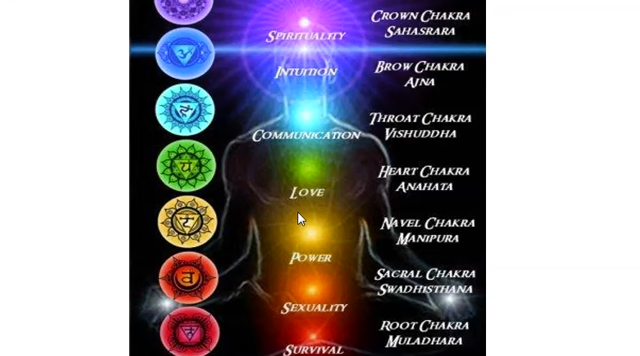 Crown Chakra
Sahasrara
Spirituality
Intuition
Brow Chakra
Ajna
Throat Chakra
Vishuddha
Communication
Heart Chakra
Anahata
Love
Navel Chakra
Manipura
Power
Sacral Chakra
Swadhisthana
Sexuality
Root Chakra
Muladhara
Survival